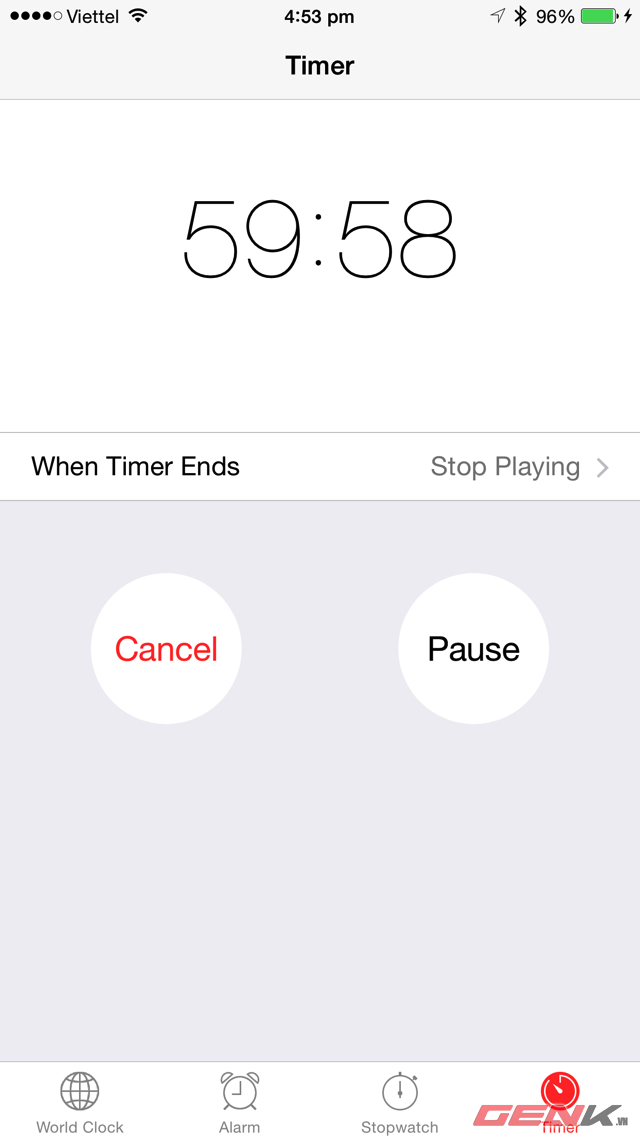 Viettel 4:53 pm 96%
Timer
59:58
When Timer Ends Stop Playing
Cancel Pause
World Clock Alarm Stopwatch Timer
GENK.VN